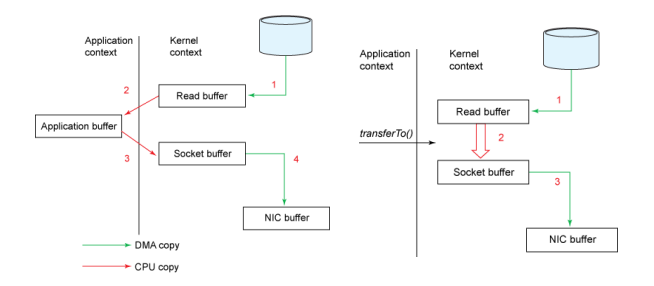 Application
context
Kernel
context
1
2
Read buffer
Application buffer
3
Socket buffer
4
NIC buffer
DMA copy
CPU copy
Application
context
Kernel
context
1
Read buffer
transferTo()
2
Socket buffer
3
NIC buffer